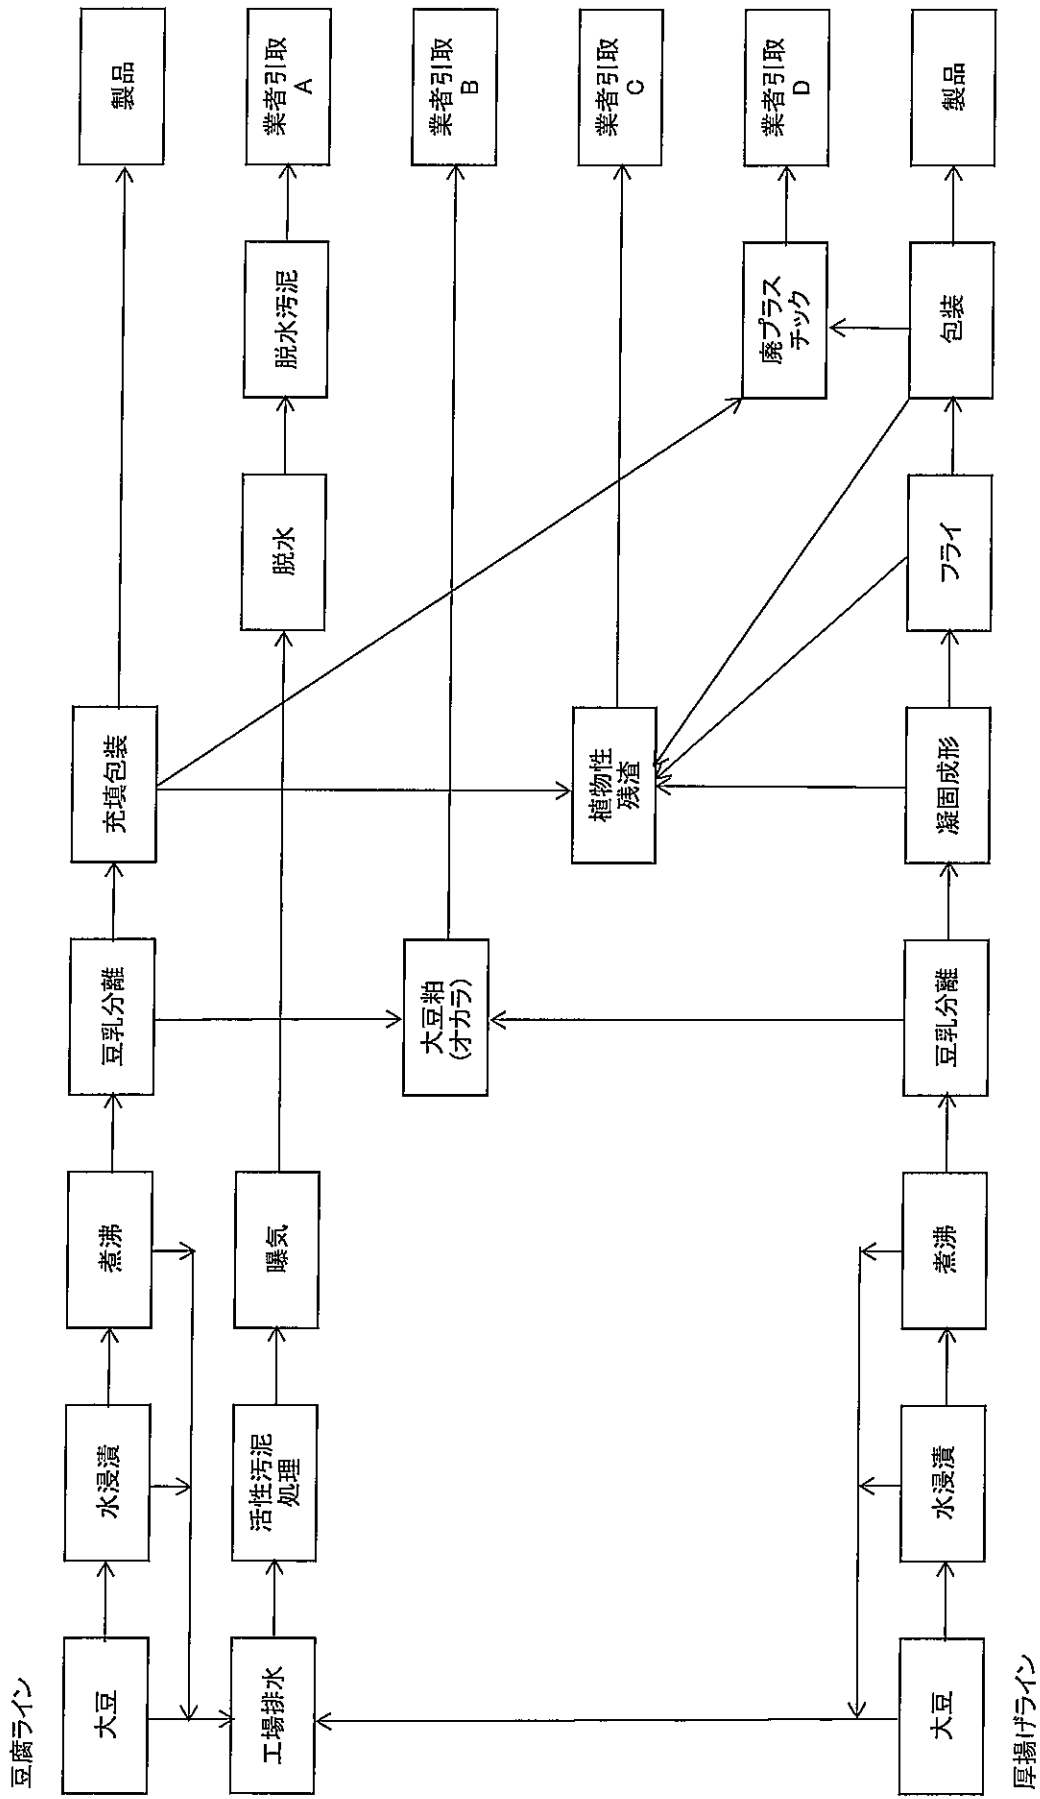 豆腐ライン
大豆
水浸漬
煮沸
豆乳分離
充填包装
製品
工場排水
活性汚泥
処理
曝気
脱水
脱水汚泥
業者引取
A
大豆粕
(オカラ)
業者引取
B
植物性
残渣
業者引取
C
廃プラス
チック
業者引取
D
大豆
水浸漬
煮沸
豆乳分離
凝固成形
フライ
包装
製品
厚揚げライン